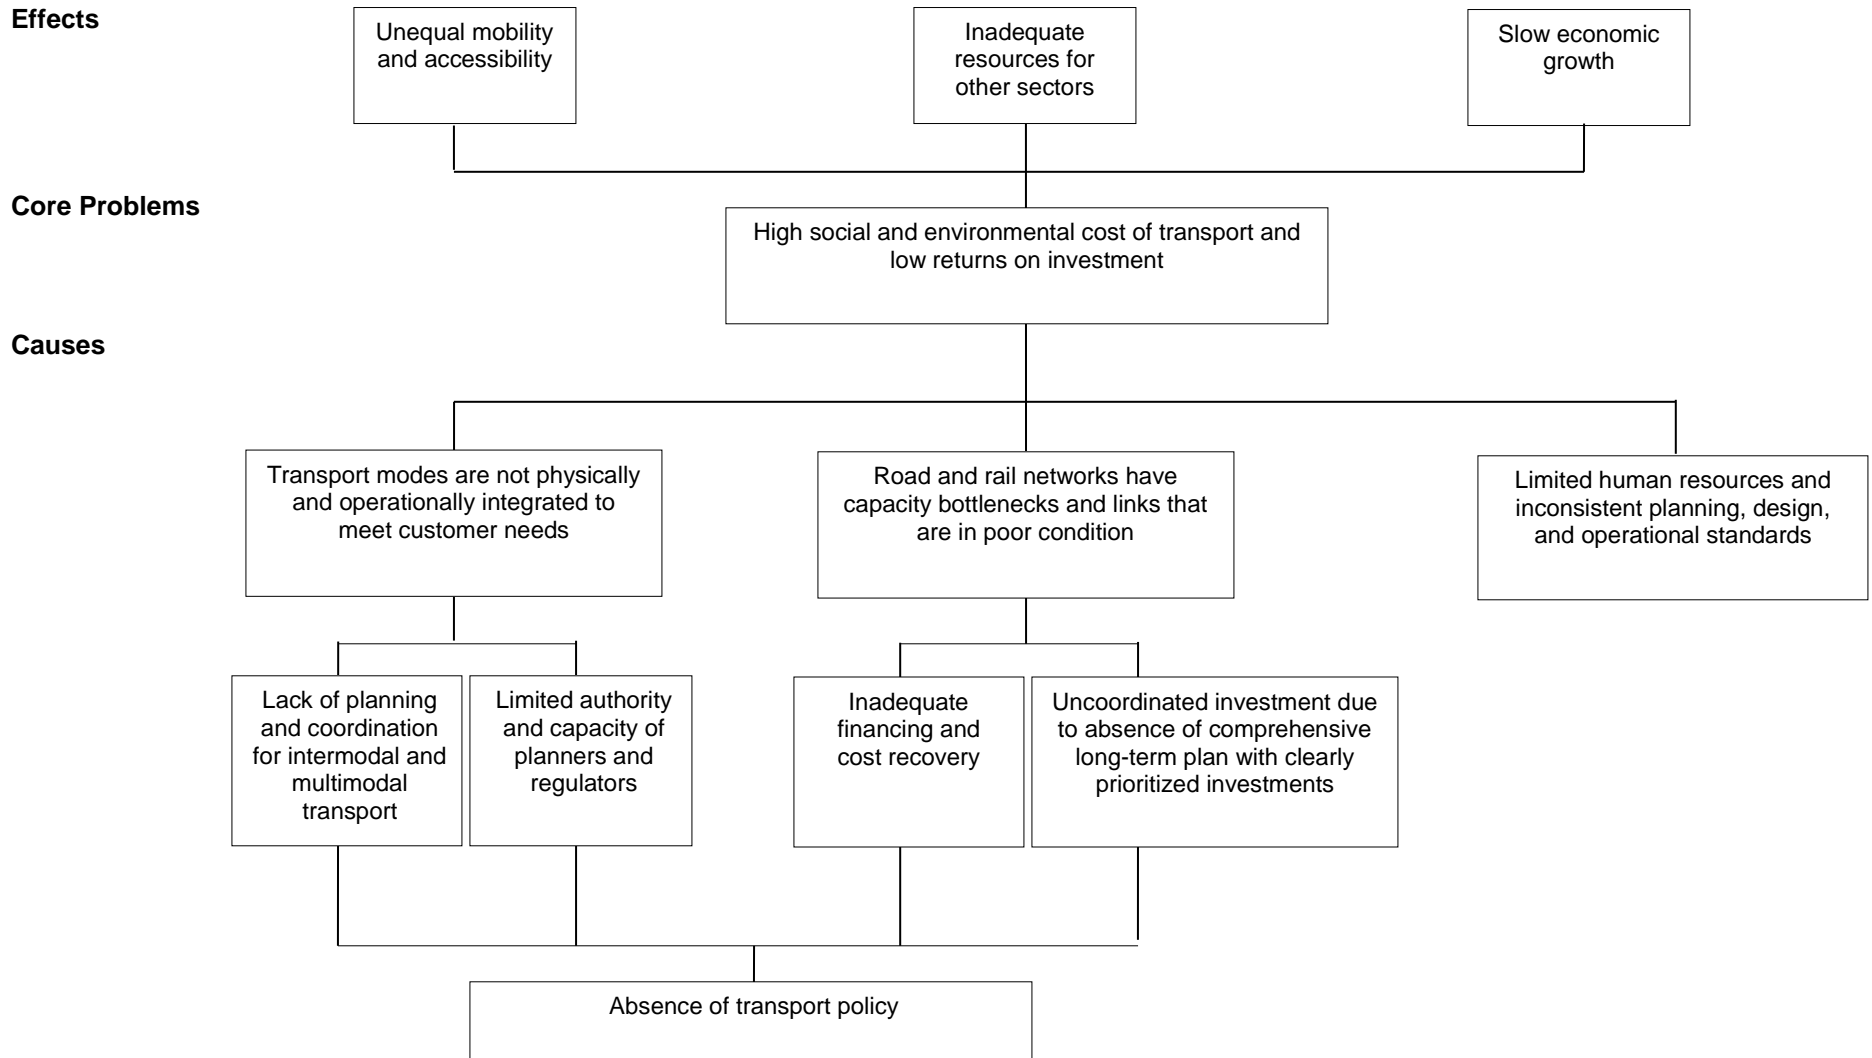 Effects
Unequal mobility
and accessibility
Inadequate
resources for
other sectors
Slow economic
growth
Core Problems
High social and environmental cost of transport and
low returns on investment
Causes
Transport modes are not physically
and operationally integrated to
meet customer needs
Road and rail networks have
capacity bottlenecks and links that
are in poor condition
Limited human resources and
inconsistent planning, design,
and operational standards
Lack of planning
and coordination
for intermodal and
multimodal
transport
Limited authority
and capacity of
planners and
regulators
Inadequate
financing and
cost recovery
Uncoordinated investment due
to absence of comprehensive
long-term plan with clearly
prioritized investments
Absence of transport policy